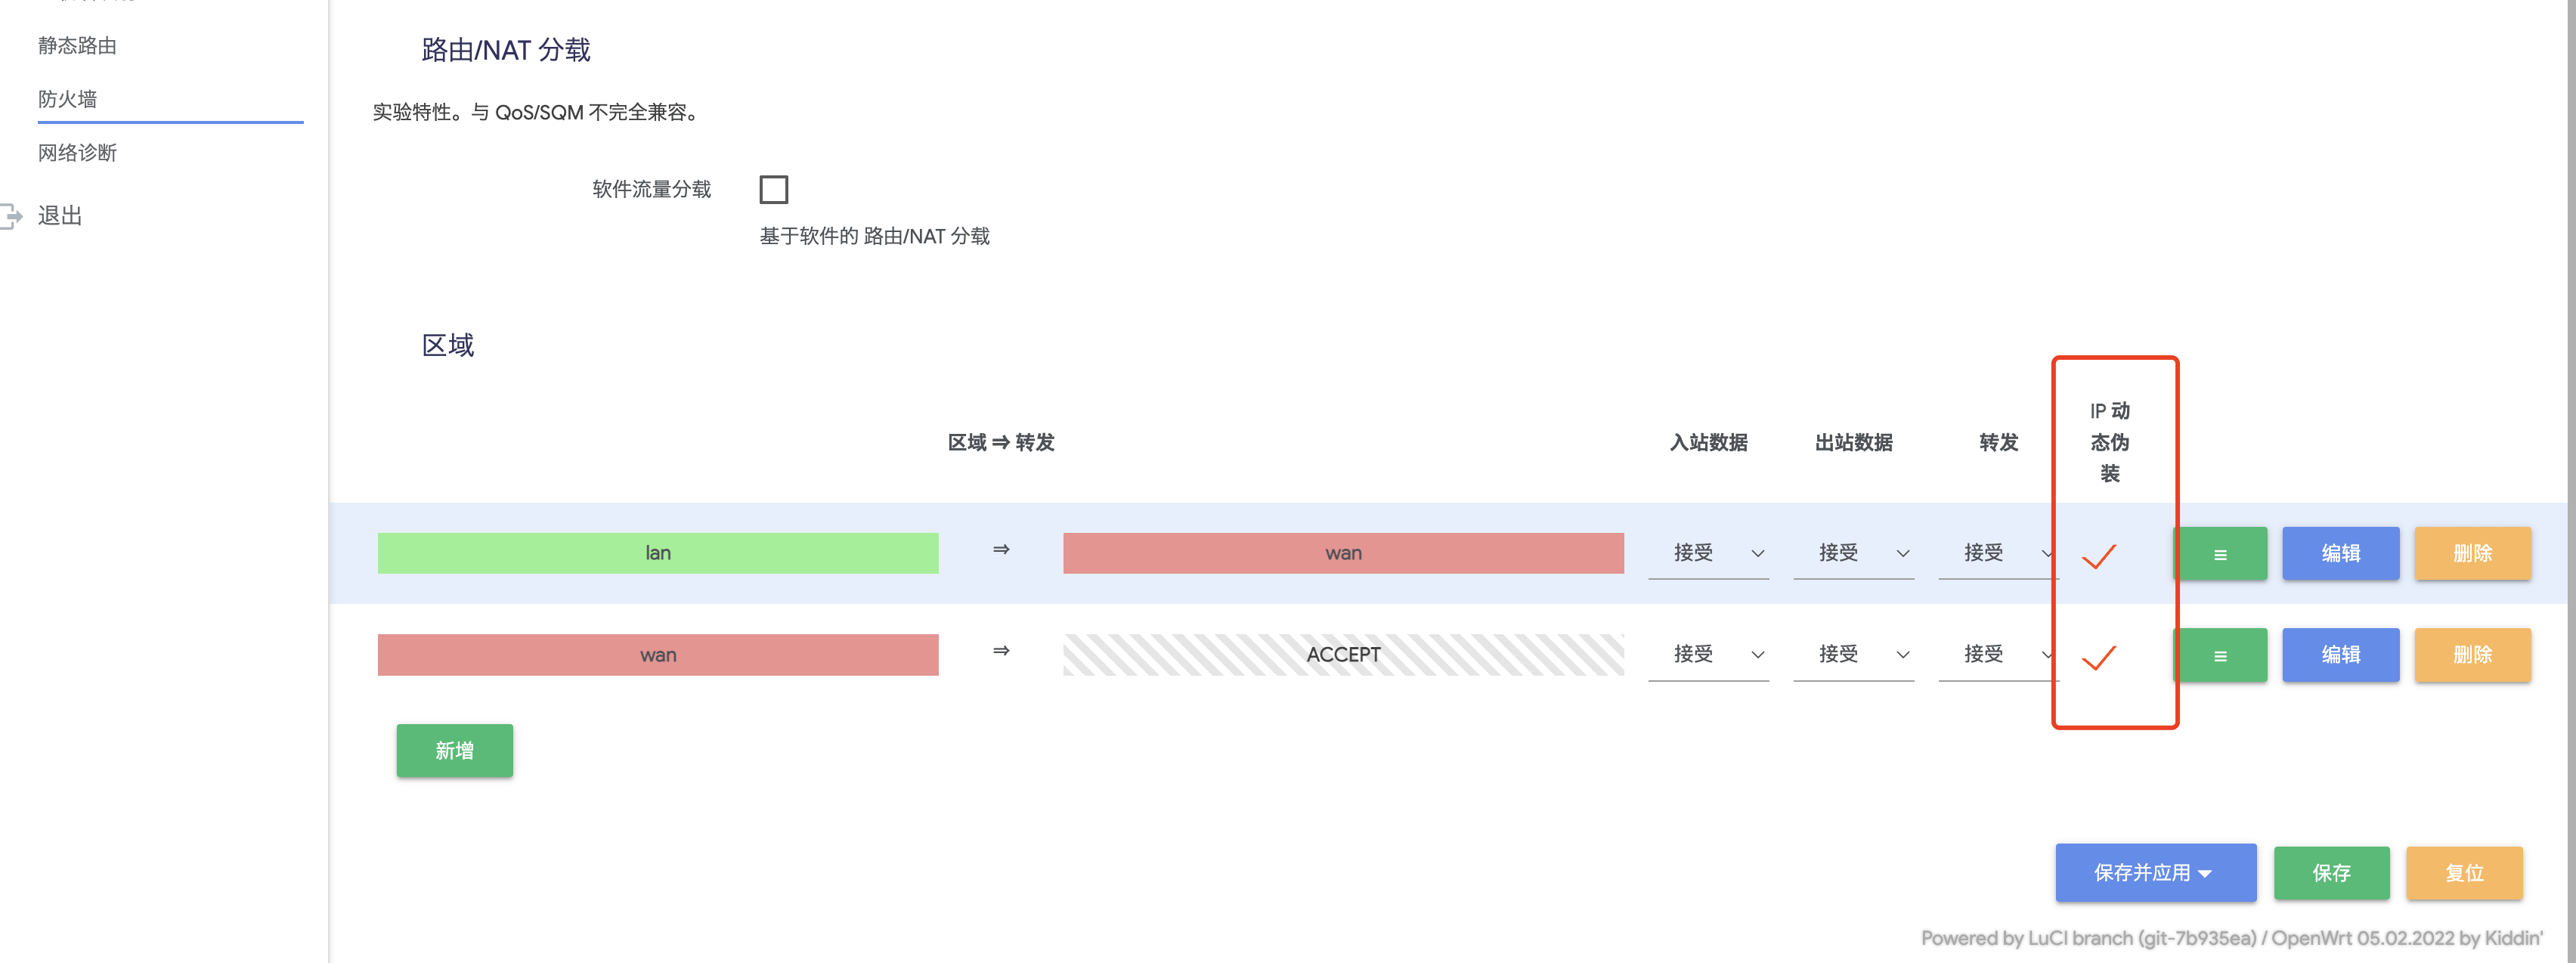 静态路由
防火墙
网络诊断
退出
路由/NAT 分载
实验特性。与 QoS/SQM 不完全兼容。
软件流量分载
基于软件的 路由/NAT 分载
区域
区域 ⇒ 转发
入站数据
出站数据
转发
IP 动
态伪
装
lan ⇒ wan 接受 接受 接受 编辑 删除
wan ⇒ ACCEPT 接受 接受 接受 编辑 删除
新增
保存并应用 保存 复位
Powered by LuCI branch (git-7b935ea) / OpenWrt 05.02.2022 by Kiddin'